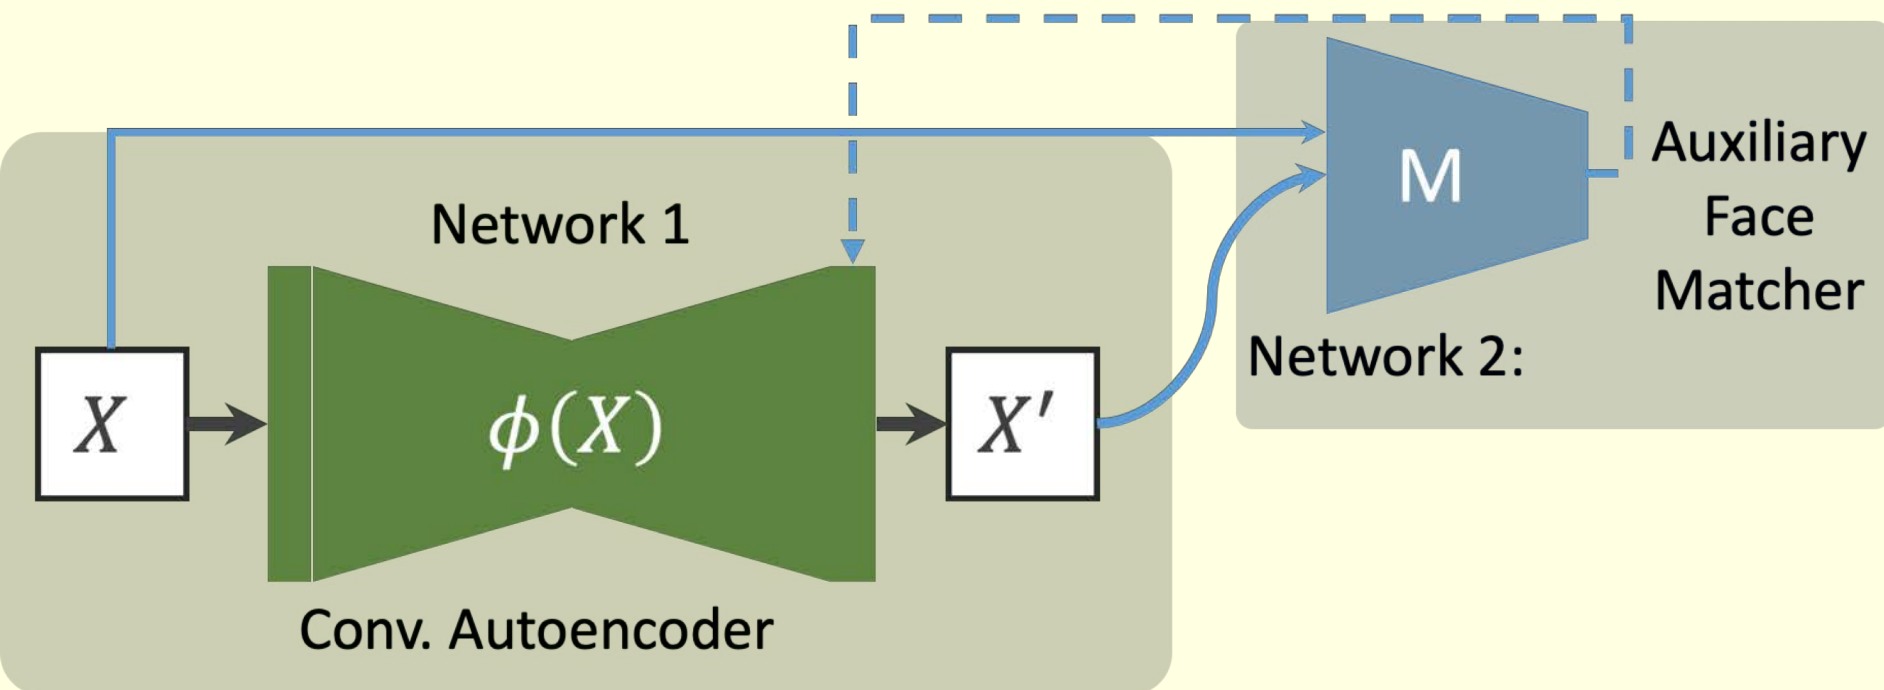 Network 1
X
ϕ(X)
X′
Conv. Autoencoder
M
Auxiliary
Face
Matcher
Network 2: